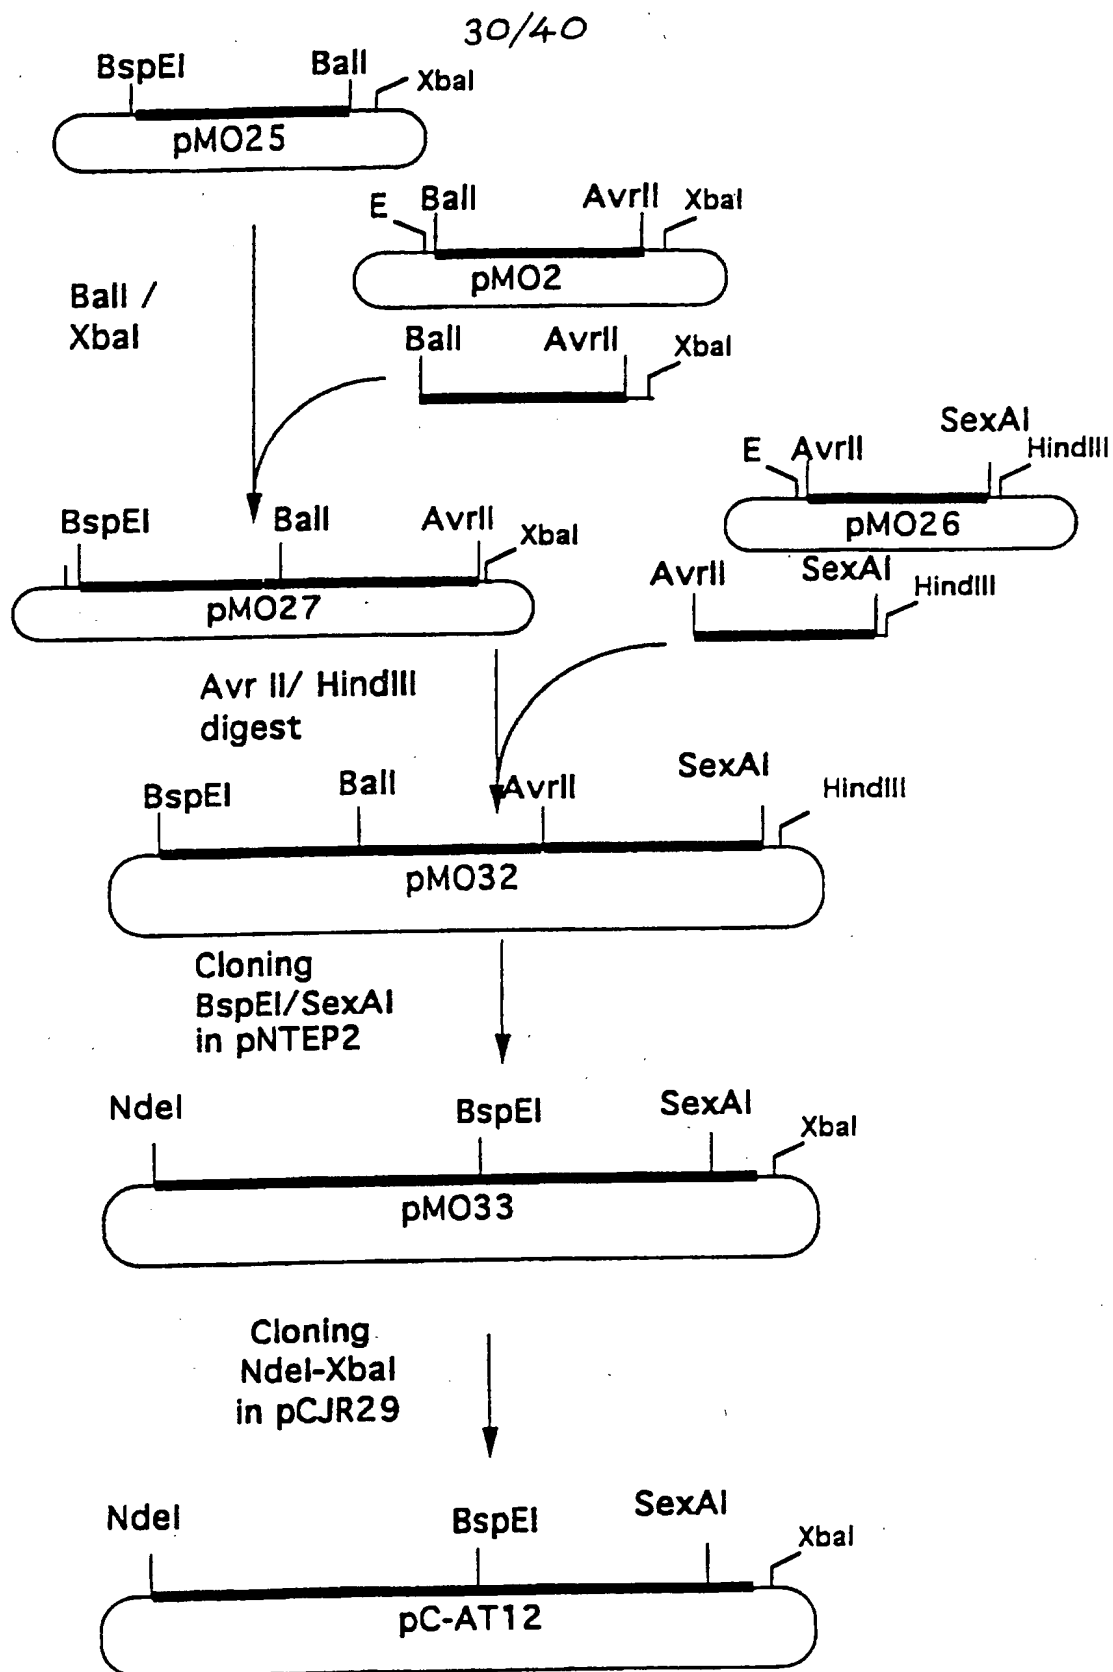 30/40
BspEI BalI XbaI
pMO25
E BalI AvrII XbaI
pMO2
BalI /
XbaI
BalI AvrII XbaI
E AvrII SexAI HindIII
pMO26
BspEI BalI AvrII XbaI
pMO27
AvrII SexAI HindIII
Avr II/ HindIII
digest
BspEI BalI AvrII SexAI HindIII
pMO32
Cloning
BspEI/SexAI
in pNTEP2
NdeI BspEI SexAI XbaI
pMO33
Cloning
NdeI-XbaI
in pCJR29
NdeI BspEI SexAI XbaI
pC-AT12